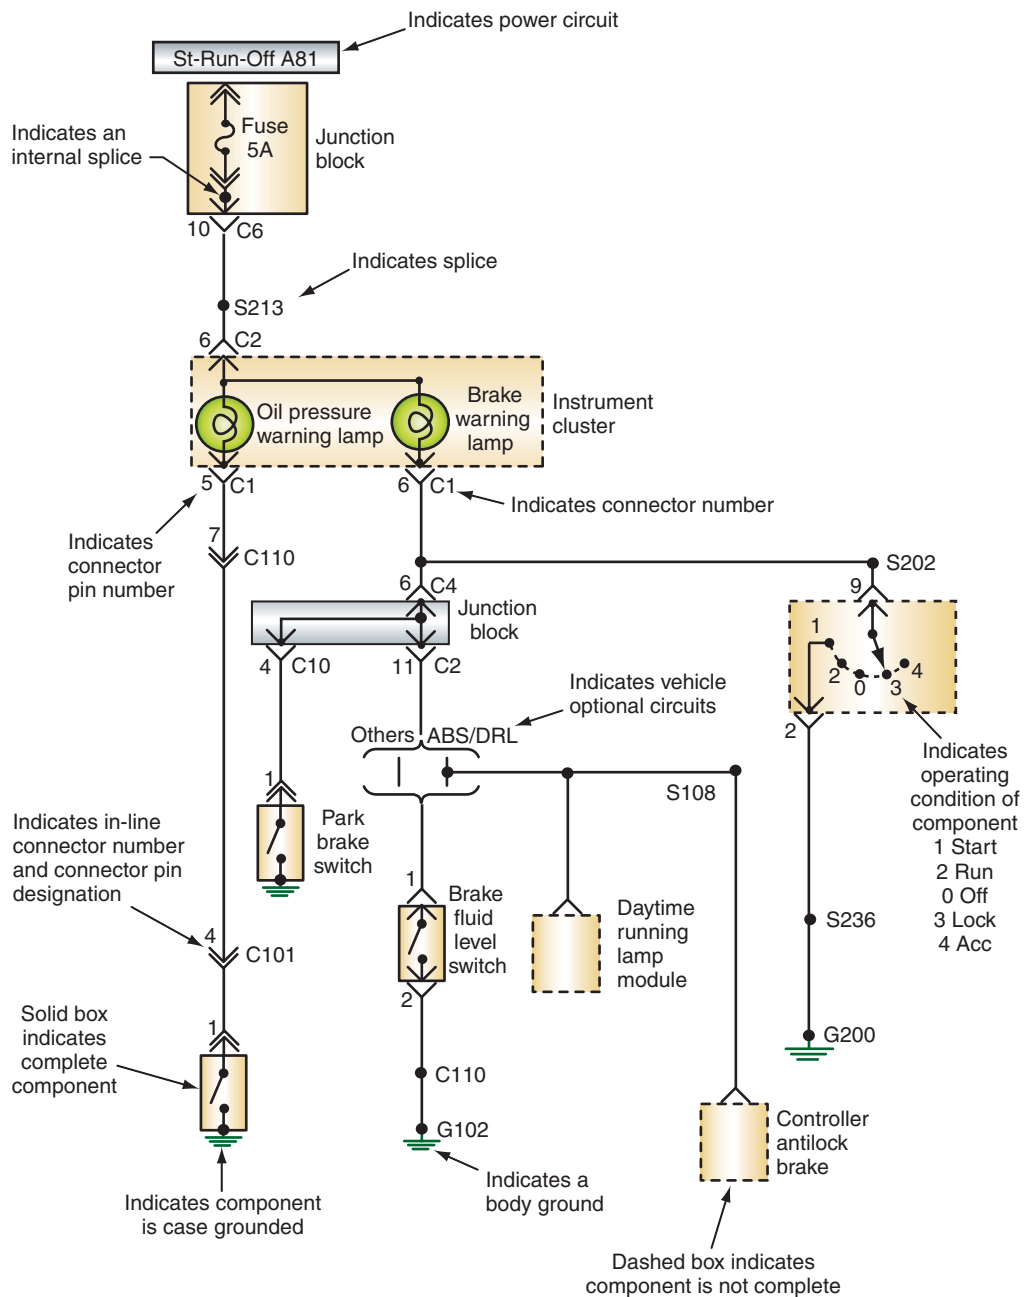 Indicates power circuit
St-Run-Off A81
Fuse
5A
Junction
block
Indicates an
internal splice
10 C6
Indicates splice
S213
6 C2
Oil pressure
warning lamp
Brake
warning
lamp
Instrument
cluster
5 C1
6 C1
Indicates connector number
Indicates
connector
pin number
7
C110
S202
6 C4
9
Junction
block
1
2
0
3
4
4 C10
11 C2
2
Indicates vehicle
optional circuits
Others ABS/DRL
Indicates
operating
condition of
component
1 Start
2 Run
0 Off
3 Lock
4 Acc
1
S108
Park
brake
switch
Indicates in-line
connector number
and connector pin
designation
1
Brake
fluid
level
switch
Daytime
running
lamp
module
S236
4
C101
2
Solid box
indicates
complete
component
1
G200
C110
G102
Controller
antilock
brake
Indicates a
body ground
Indicates component
is case grounded
Dashed box indicates
component is not complete